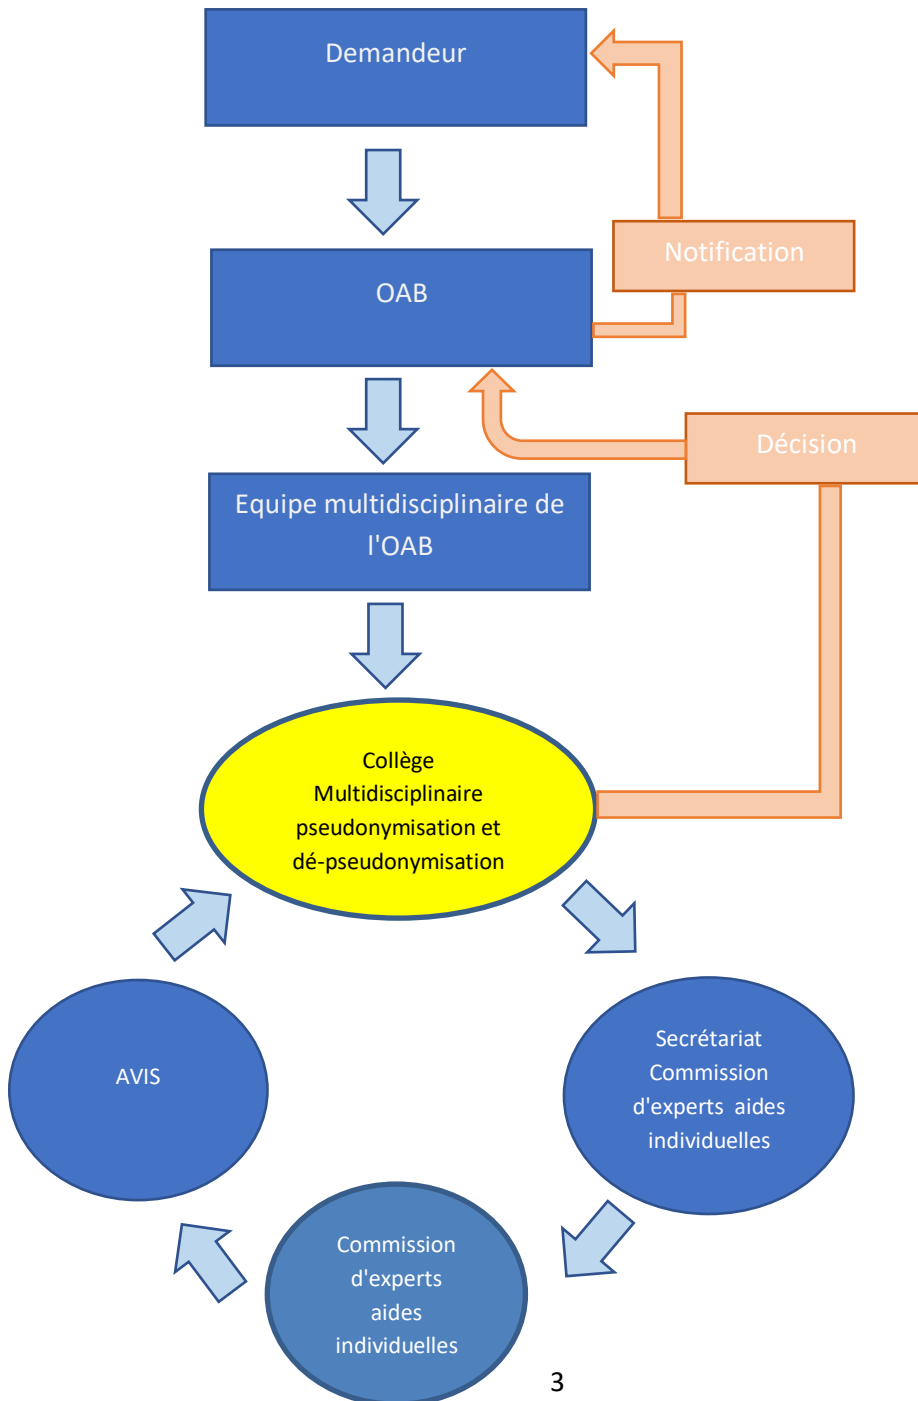 Demandeur
Notification
OAB
Décision
Equipe multidisciplinaire de
l'OAB
Collège
Multidisciplinaire
pseudonymisation et
dé-pseudonymisation
Secrétariat
Commission
d'experts aides
individuelles
AVIS
Commission
d'experts
aides
individuelles
3